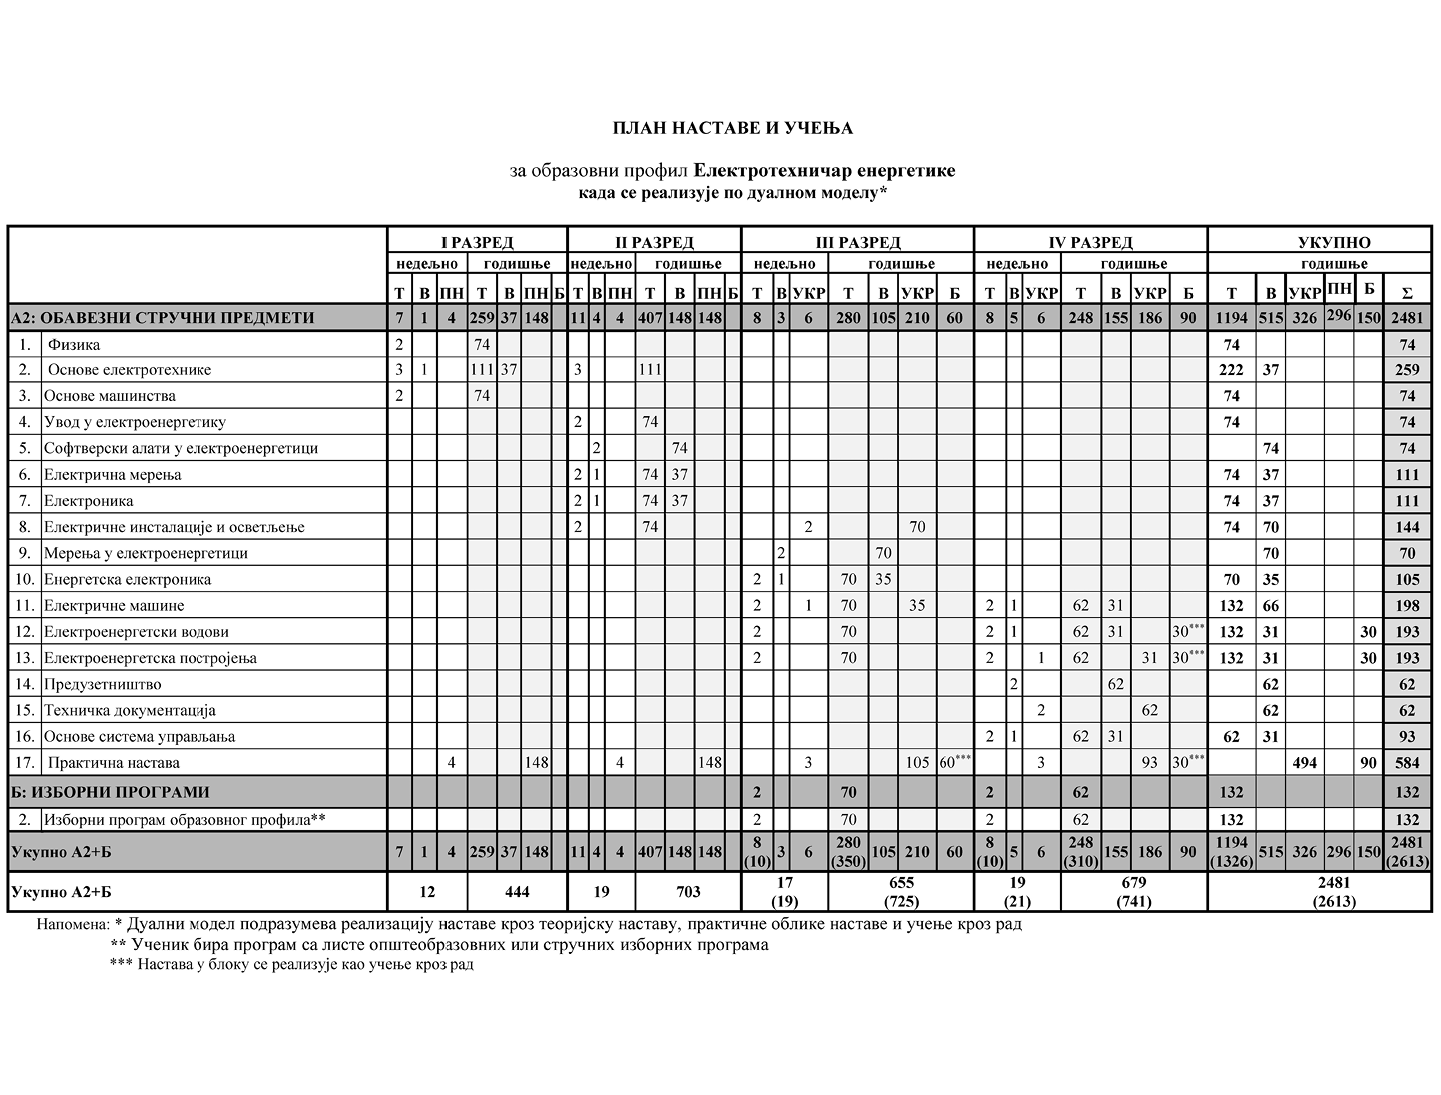 ПЛАН НАСТАВЕ И УЧЕЊА
за образовни профил Електротехничар енергетике
када се реализује по дуалном моделу*
I РАЗРЕД II РАЗРЕД III РАЗРЕД IV РАЗРЕД УКУПНО
недељно годишње недељно годишње недељно годишње недељно годишње годишње
Т В ПН Т В ПН Б Т В ПН Т В ПН Б Т В УКР Т В УКР Б Т В УКР Т В УКР Б Т В УКР ПН Б Σ
А2: ОБАВЕЗНИ СТРУЧНИ ПРЕДМЕТИ 7 1 4 259 37 148 11 4 4 407 148 148 8 3 6 280 105 210 60 8 5 6 248 155 186 90 1194 515 326 296 150 2481
1. Физика 2 74 74 74
2. Основе електротехнике 3 1 111 37 3 111 222 37 259
3. Основе машинства 2 74 74 74
4. Увод у електроенергетику 2 74 74 74
5. Софтверски алати у електроенергетици 2 74 74 74
6. Електрична мерења 2 1 74 37 74 37 111
7. Електроника 2 1 74 37 74 37 111
8. Електричне инсталације и осветљење 2 74 2 70 74 70 144
9. Мерења у електроенергетици 2 70 70 70
10. Енергетска електроника 2 1 70 35 70 35 105
11. Електричне машине 2 1 70 35 2 1 62 31 132 66 198
12. Електроенергетски водови 2 70 2 1 62 31 30*** 132 31 30 193
13. Електроенергетска постројења 2 70 2 1 62 31 30*** 132 31 30 193
14. Предузетништво 2 62 62 62
15. Техничка документација 2 62 62 62
16. Основе система управљања 2 1 62 31 62 31 93
17. Практична настава 4 148 4 148 3 105 60*** 3 93 30*** 494 90 584
Б: ИЗБОРНИ ПРОГРАМИ 2 70 2 62 132 132
2. Изборни програм образовног профила** 2 70 2 62 132 132
Укупно А2+Б 7 1 4 259 37 148 11 4 4 407 148 148 8 (10) 3 6 280 (350) 105 210 60 8 (10) 5 6 248 (310) 155 186 90 1194 (1326) 515 326 296 150 2481 (2613)
Укупно А2+Б 12 444 19 703 17 (19) 655 (725) 19 (21) 679 (741) 2481 (2613)
Напомена: * Дуални модел подразумева реализацију наставе кроз теоријску наставу, практичне облике наставе и учење кроз рад
** Ученик бира програм са листе општеобразовних или стручних изборних програма
*** Настава у блоку се реализује као учење кроз рад